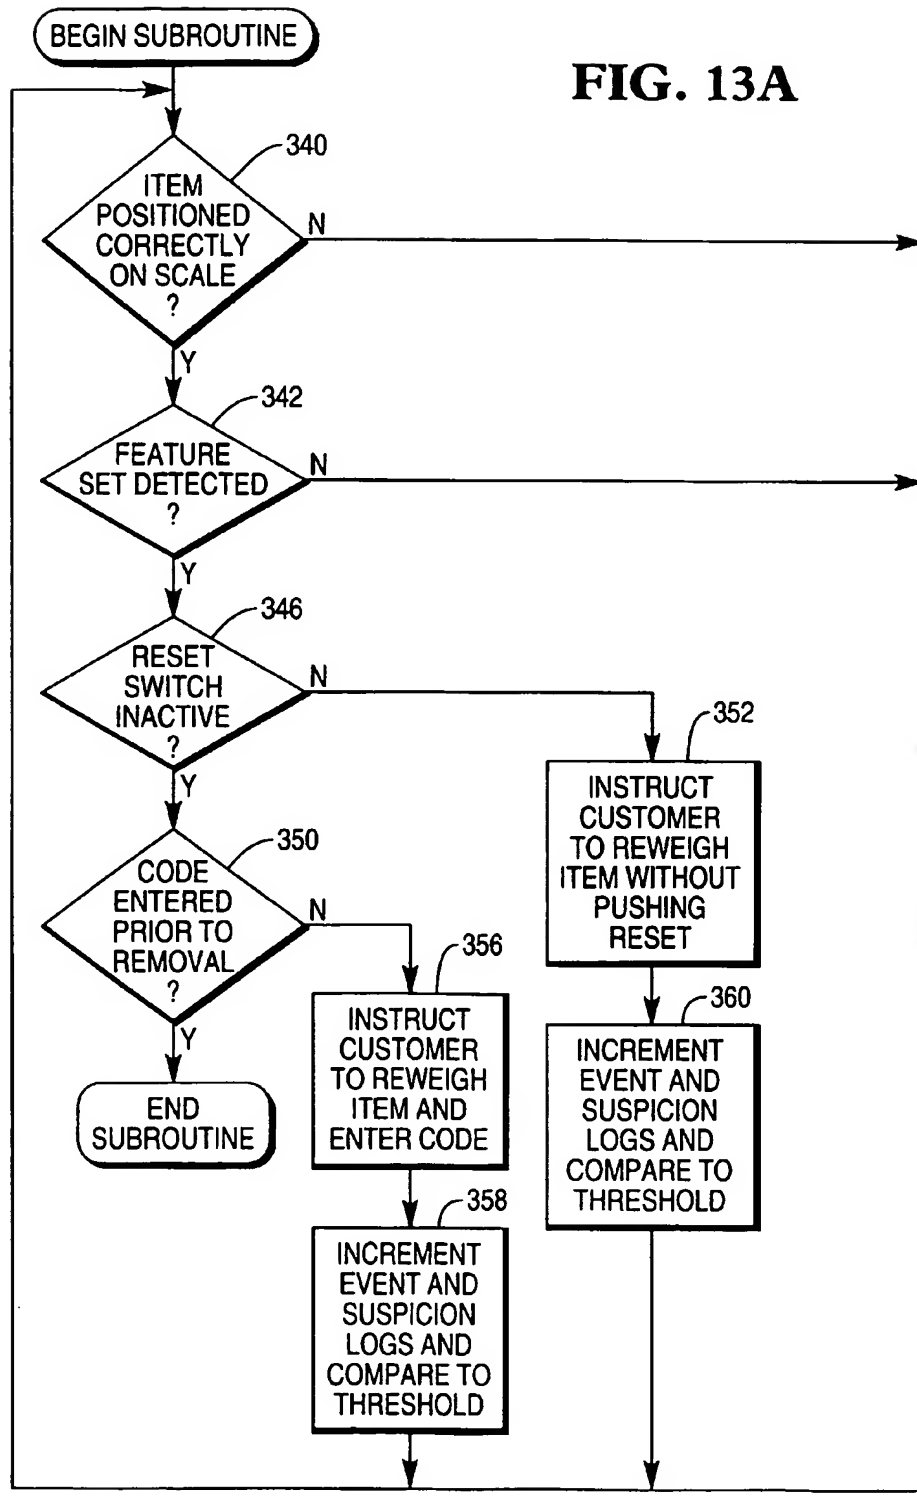 BEGIN SUBROUTINE
FIG. 13A
340
ITEM
POSITIONED
CORRECTLY
ON SCALE
?
N
Y
342
FEATURE
SET DETECTED
?
N
Y
346
RESET
SWITCH
INACTIVE
?
N
Y
352
INSTRUCT
CUSTOMER
TO REWEIGH
ITEM WITHOUT
PUSHING
RESET
350
CODE
ENTERED
PRIOR TO
REMOVAL
?
N
Y
356
INSTRUCT
CUSTOMER
TO REWEIGH
ITEM AND
ENTER CODE
360
INCREMENT
EVENT AND
SUSPICION
LOGS AND
COMPARE TO
THRESHOLD
END
SUBROUTINE
358
INCREMENT
EVENT AND
SUSPICION
LOGS AND
COMPARE TO
THRESHOLD